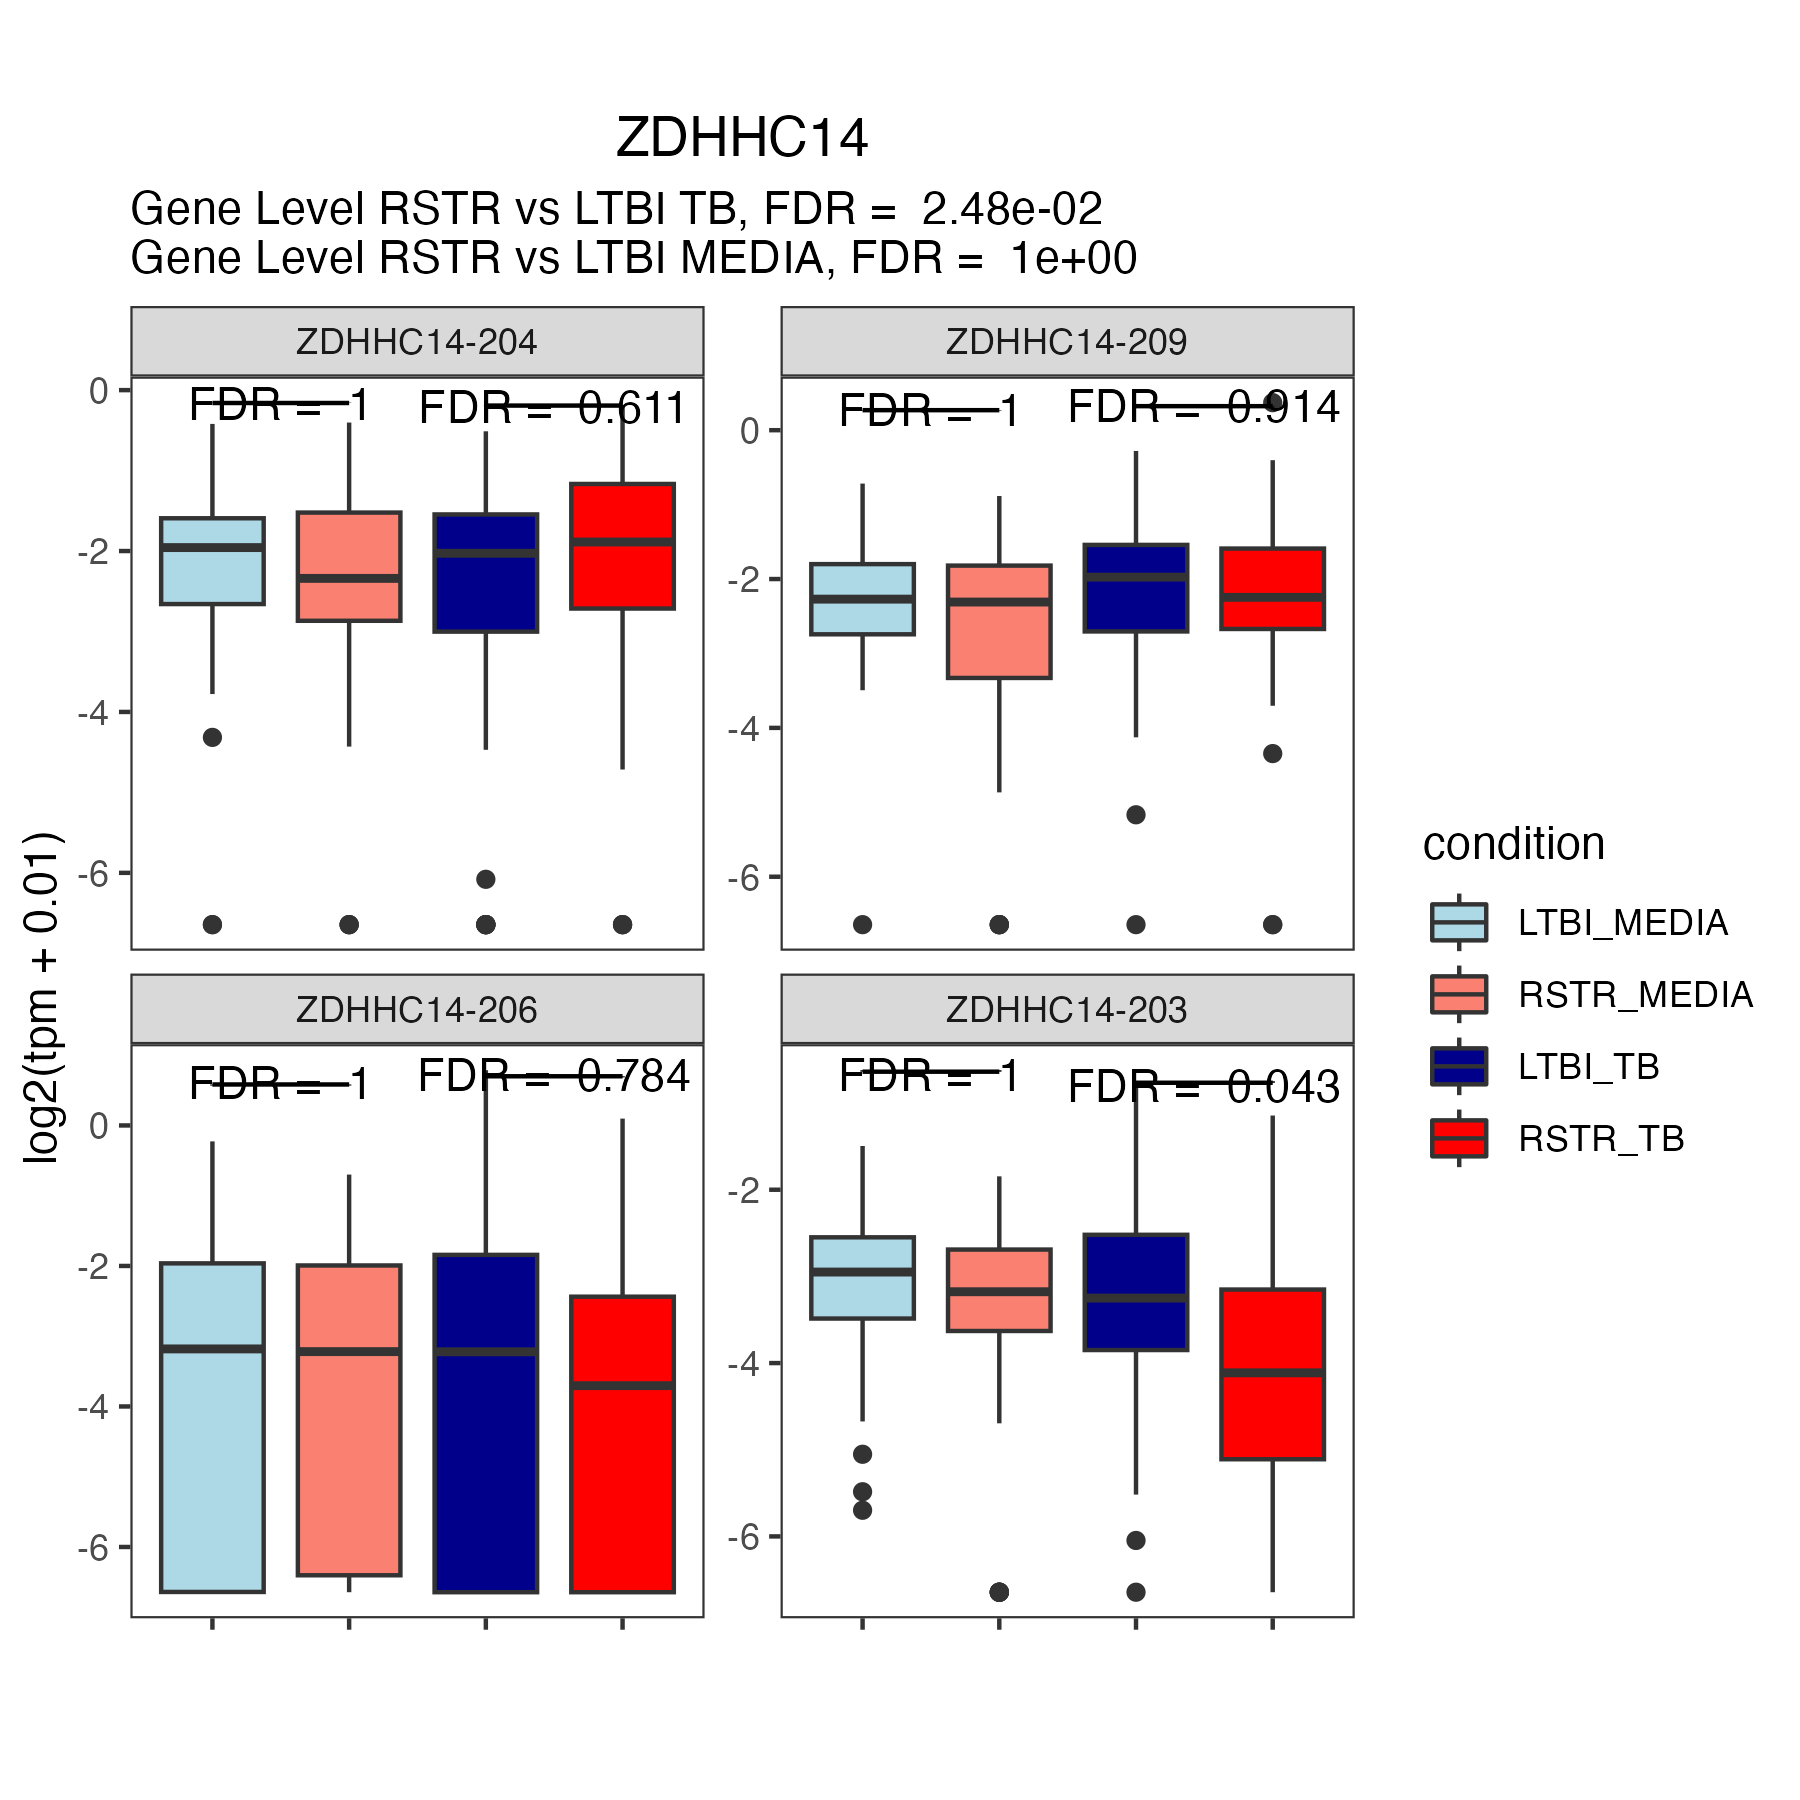 ZDHHC14
Gene Level RSTR vs LTBI TB, FDR =  2.48e-02
Gene Level RSTR vs LTBI MEDIA, FDR =  1e+00
log2(tpm + 0.01)
ZDHHC14-204
FDR =  1
FDR =  0.611
0
-2
-4
-6
ZDHHC14-209
FDR =  1
FDR =  0.914
0
-2
-4
-6
ZDHHC14-206
FDR =  1
FDR =  0.784
0
-2
-4
-6
ZDHHC14-203
FDR =  1
FDR =  0.043
-2
-4
-6
condition
LTBI_MEDIA
RSTR_MEDIA
LTBI_TB
RSTR_TB